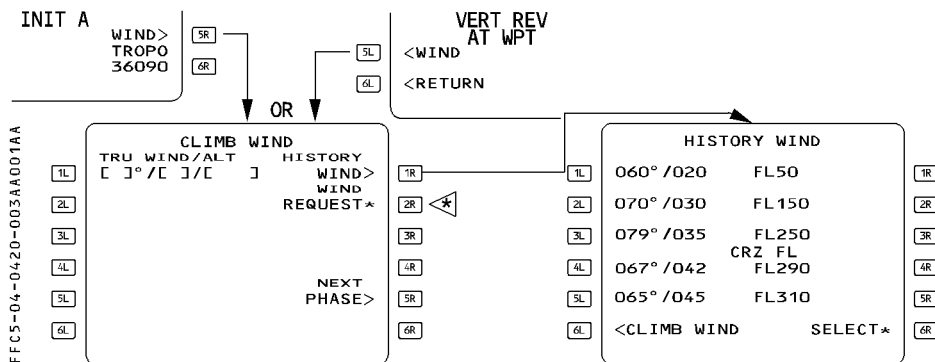 INIT A
WIND>
5R
TROPO
36090
6R
OR
VERT REV
AT WPT
5L
<WIND
6L
<RETURN
FFC5-04-0420-003AA001AA
CLIMB WIND
TRU WIND/ALT HISTORY
1L [ ]°/[ ]/[ ] WIND> 1R
WIND
2L REQUEST* 2R *
3L 3R
4L 4R
NEXT
5L PHASE> 5R
6L 6R
HISTORY WIND
1L 060°/020 FL50 1R
2L 070°/030 FL150 2R
3L 079°/035 FL250 3R
CRZ FL
4L 067°/042 FL290 4R
5L 065°/045 FL310 5R
6L <CLIMB WIND SELECT* 6R